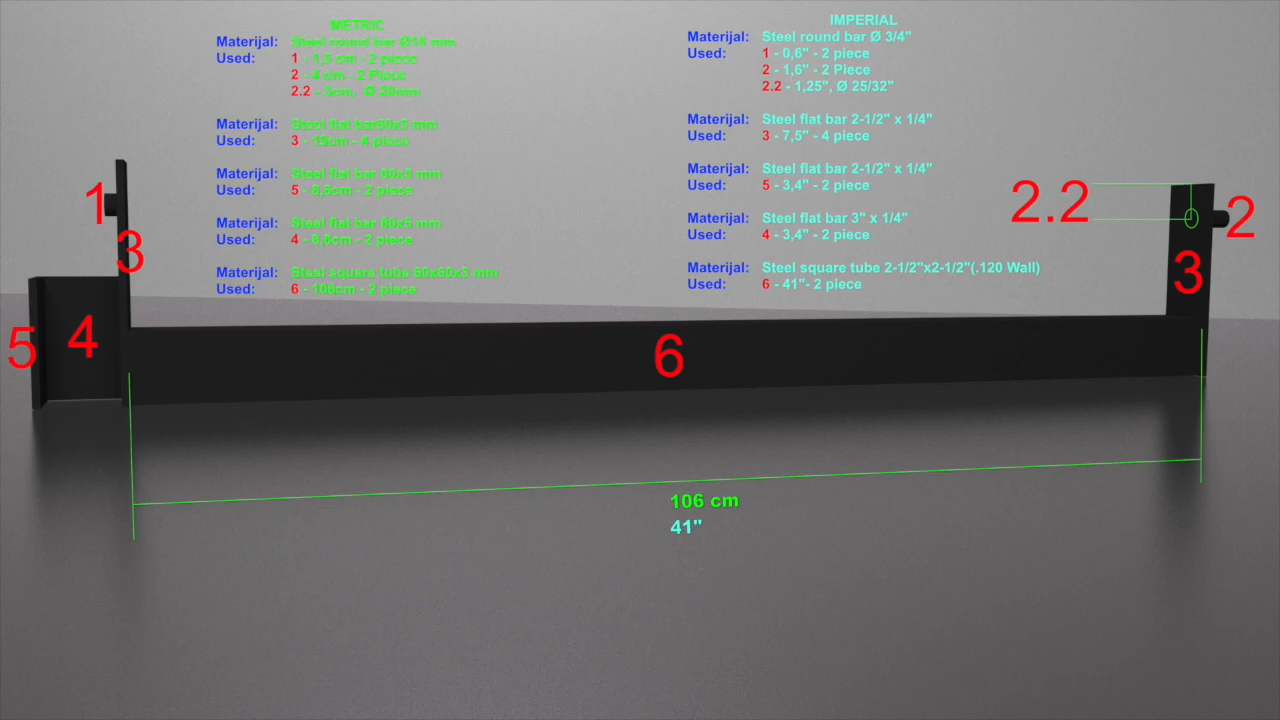 METRIC
Materijal: Steel round bar Ø18 mm
Used: 1 - 1,5 cm - 2 piece
2 - 4 cm - 2 Piece
2.2 - 3cm, Ø 20mm
Materijal: Steel flat bar60x5 mm
Used: 3 - 19cm - 4 piece
Materijal: Steel flat bar 60x5 mm
Used: 5 - 8,6cm - 2 piece
Materijal: Steel flat bar 80x5 mm
Used: 4 - 8,6cm - 2 piece
Materijal: Steel square tube 60x60x3 mm
Used: 6 - 106cm - 2 piece
IMPERIAL
Materijal: Steel round bar Ø 3/4"
Used: 1 - 0,6" - 2 piece
2 - 1,6" - 2 Piece
2.2 - 1,25", Ø 25/32"
Materijal: Steel flat bar 2-1/2" x 1/4"
Used: 3 - 7,5" - 4 piece
Materijal: Steel flat bar 2-1/2" x 1/4"
Used: 5 - 3,4" - 2 piece
Materijal: Steel flat bar 3" x 1/4"
Used: 4 - 3,4" - 2 piece
Materijal: Steel square tube 2-1/2"x2-1/2"(.120 Wall)
Used: 6 - 41"- 2 piece
1
3
5
4
6
2.2
2
3
106 cm
41"